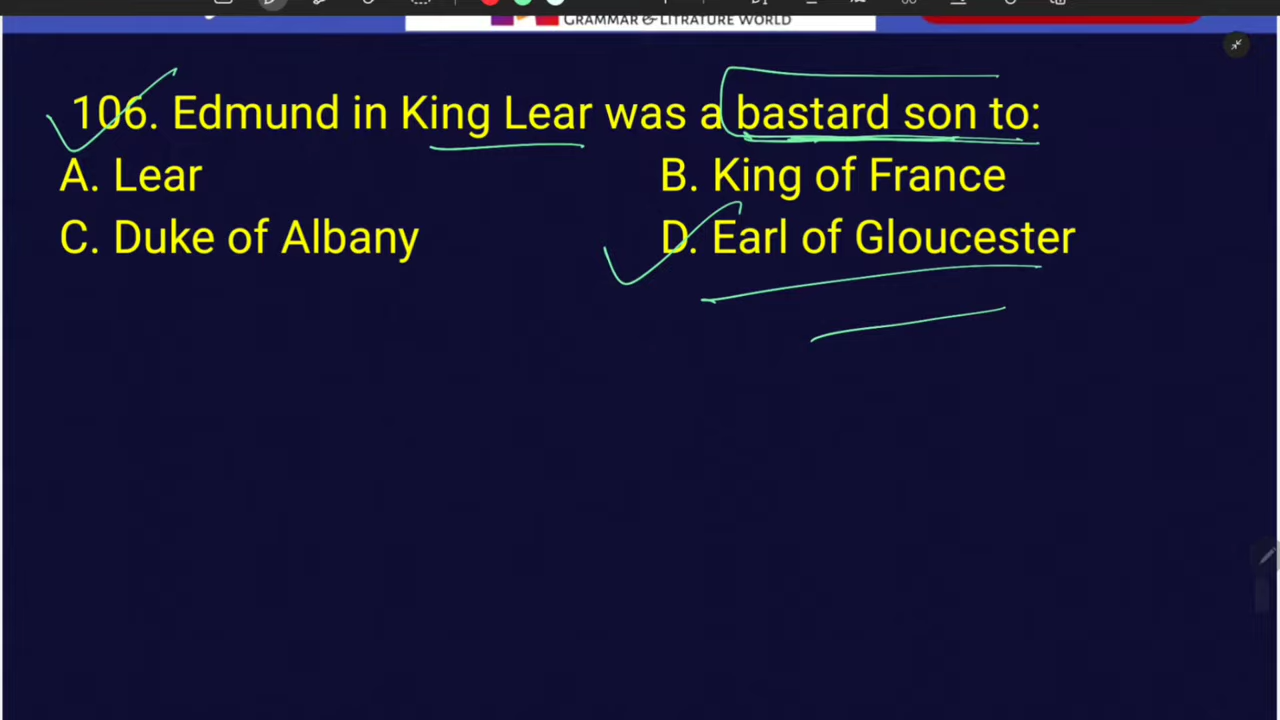 GRAMMAR & LITRATURE WORLD
106. Edmund in King Lear was a bastard son to:
A. Lear B. King of France
C. Duke of Albany D. Earl of Gloucester